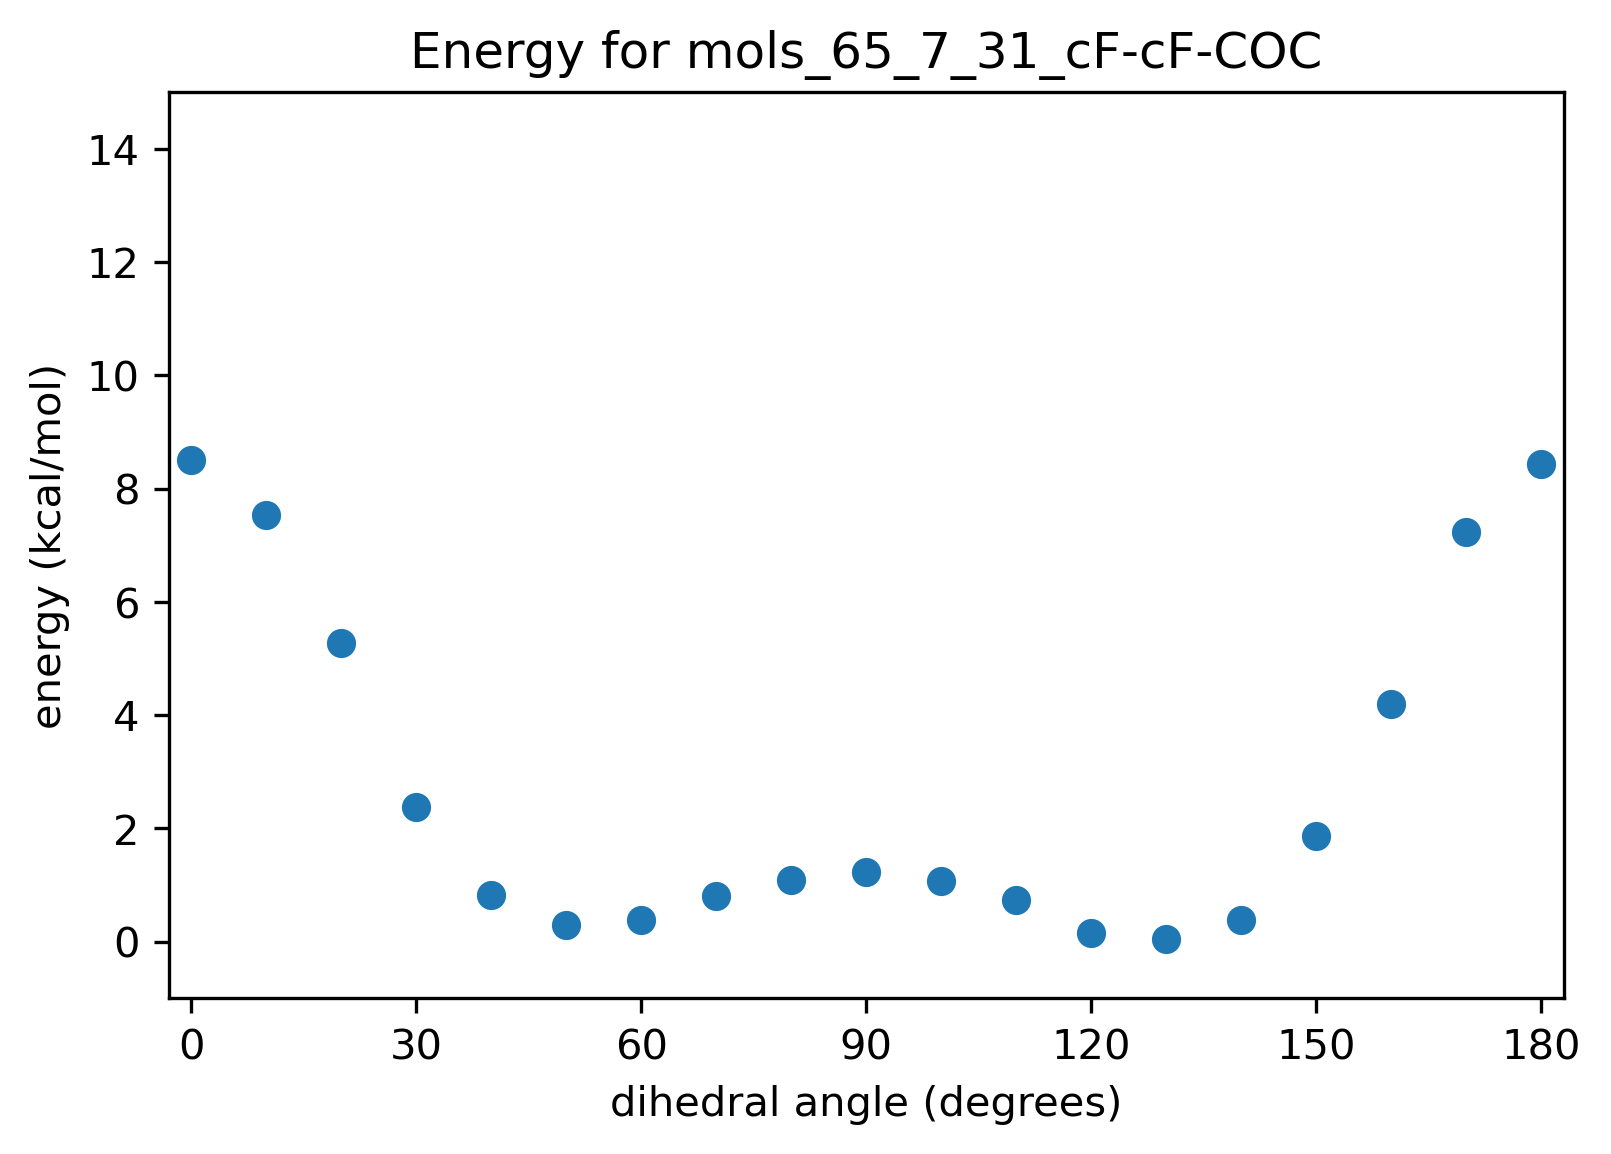 Energy for mols_65_7_31_cF-cF-COC
14
12
10
8
6
4
2
0
energy (kcal/mol)
0 30 60 90 120 150 180
dihedral angle (degrees)